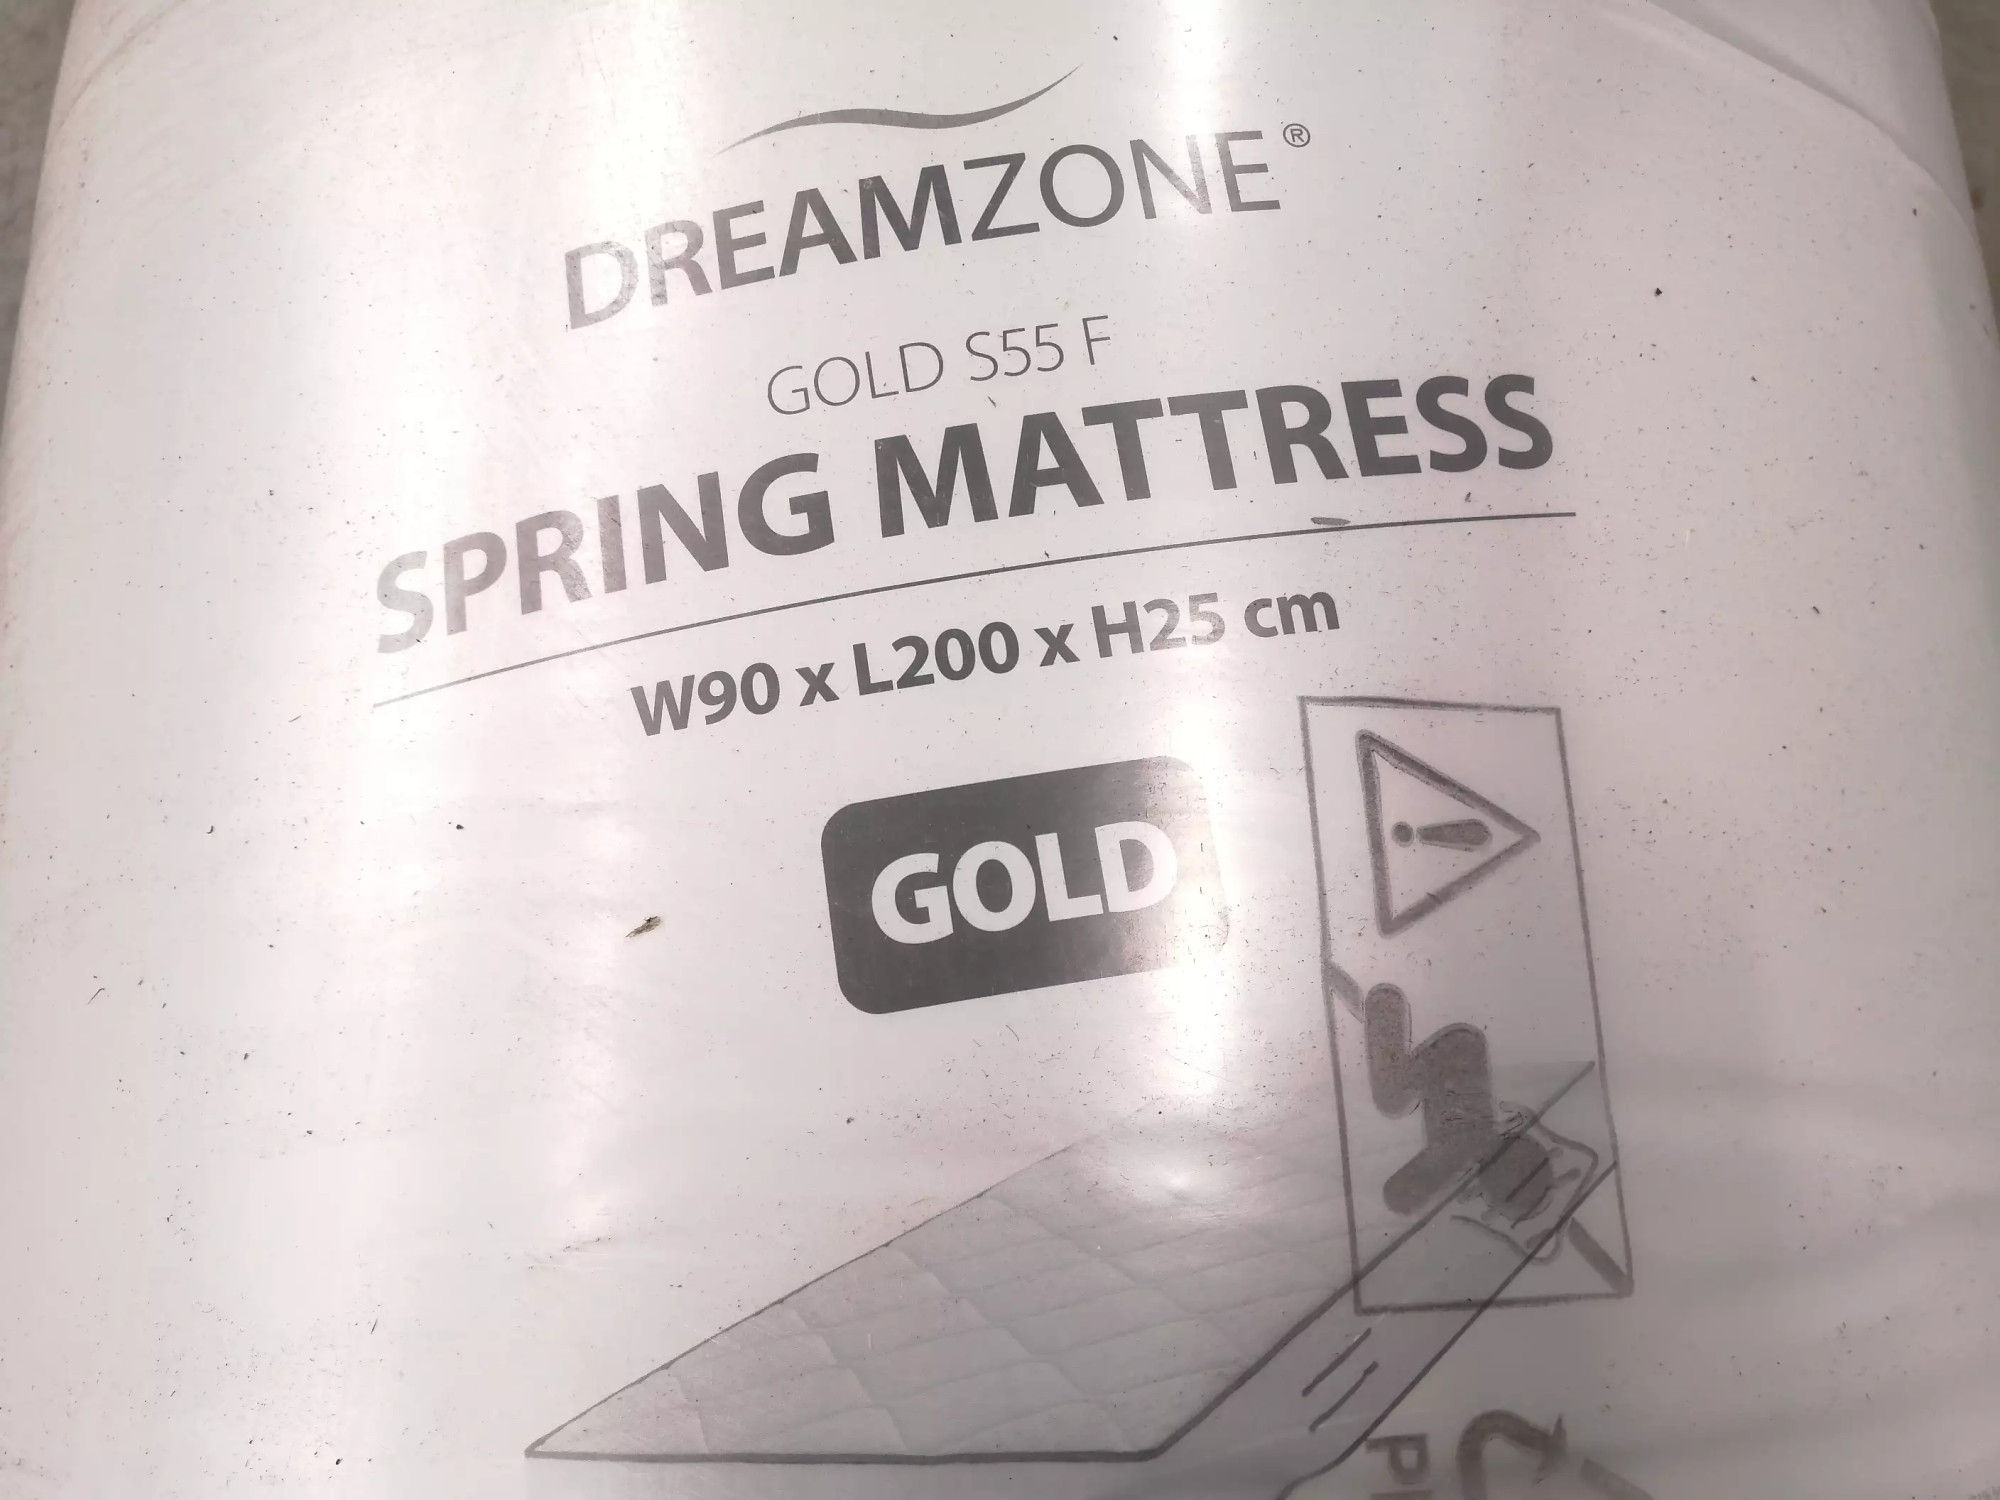 DREAMZONE®
GOLD S55 F
SPRING MATTRESS
W90 x L200 x H25 cm
GOLD